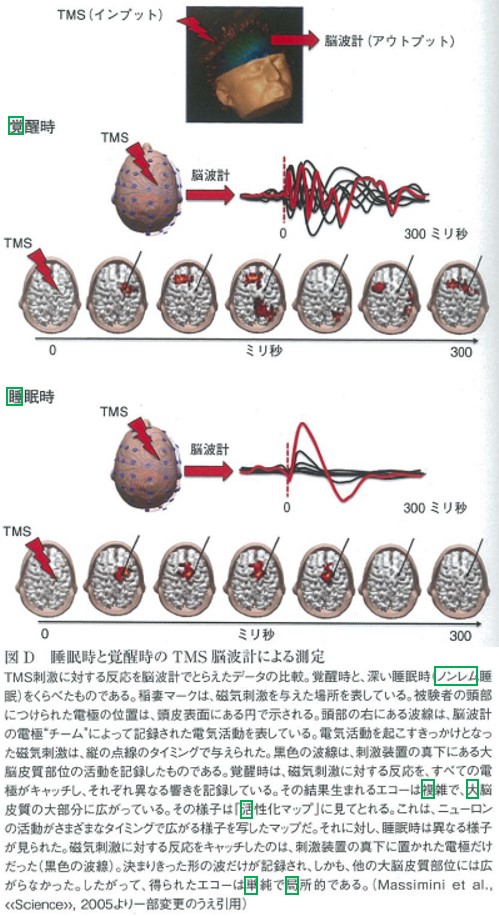 TMS(インプット)
脳波計(アウトプット)
覚醒時
TMS
脳波計
0
300 ミリ秒
TMS
0
ミリ秒
300
睡眠時
TMS
脳波計
0
300 ミリ秒
TMS
0
ミリ秒
300
図D 睡眠時と覚醒時のTMS脳波計による測定
TMS刺激に対する反応を脳波計でとらえたデータの比較。覚醒時と、深い睡眠時(ノンレム睡
眠)をくらべたものである。稲妻マークは、磁気刺激を与えた場所を表している。被験者の頭部
につけられた電極の位置は、頭皮表面にある円で示される。頭部の右にある波線は、脳波計
の電極“チーム”によって記録された電気活動を表している。電気活動を起こすきっかけとなっ
た磁気刺激は、縦の点線のタイミングで与えられた。黒色の波線は、刺激装置の真下にある大
脳皮質部位の活動を記録したものである。覚醒時は、磁気刺激に対する反応を、すべての電
極がキャッチし、それぞれ異なる響きを記録している。その結果生まれるエコーは複雑で、大脳
皮質の大部分に広がっている。その様子は「活性化マップ」に見てとれる。これは、ニューロン
の活動がさまざまなタイミングで広がる様子を写したマップだ。それに対し、睡眠時は異なる様子
が見られた。磁気刺激に対する反応をキャッチしたのは、刺激装置の真下に置かれた電極だけ
だった(黒色の波線)。決まりきった形の波だけが記録され、しかも、他の大脳皮質部位には広
がらなかった。したがって、得られたエコーは単純で局所的である。(Massimini et al.,
<<Science>>, 2005より一部変更のうえ引用)